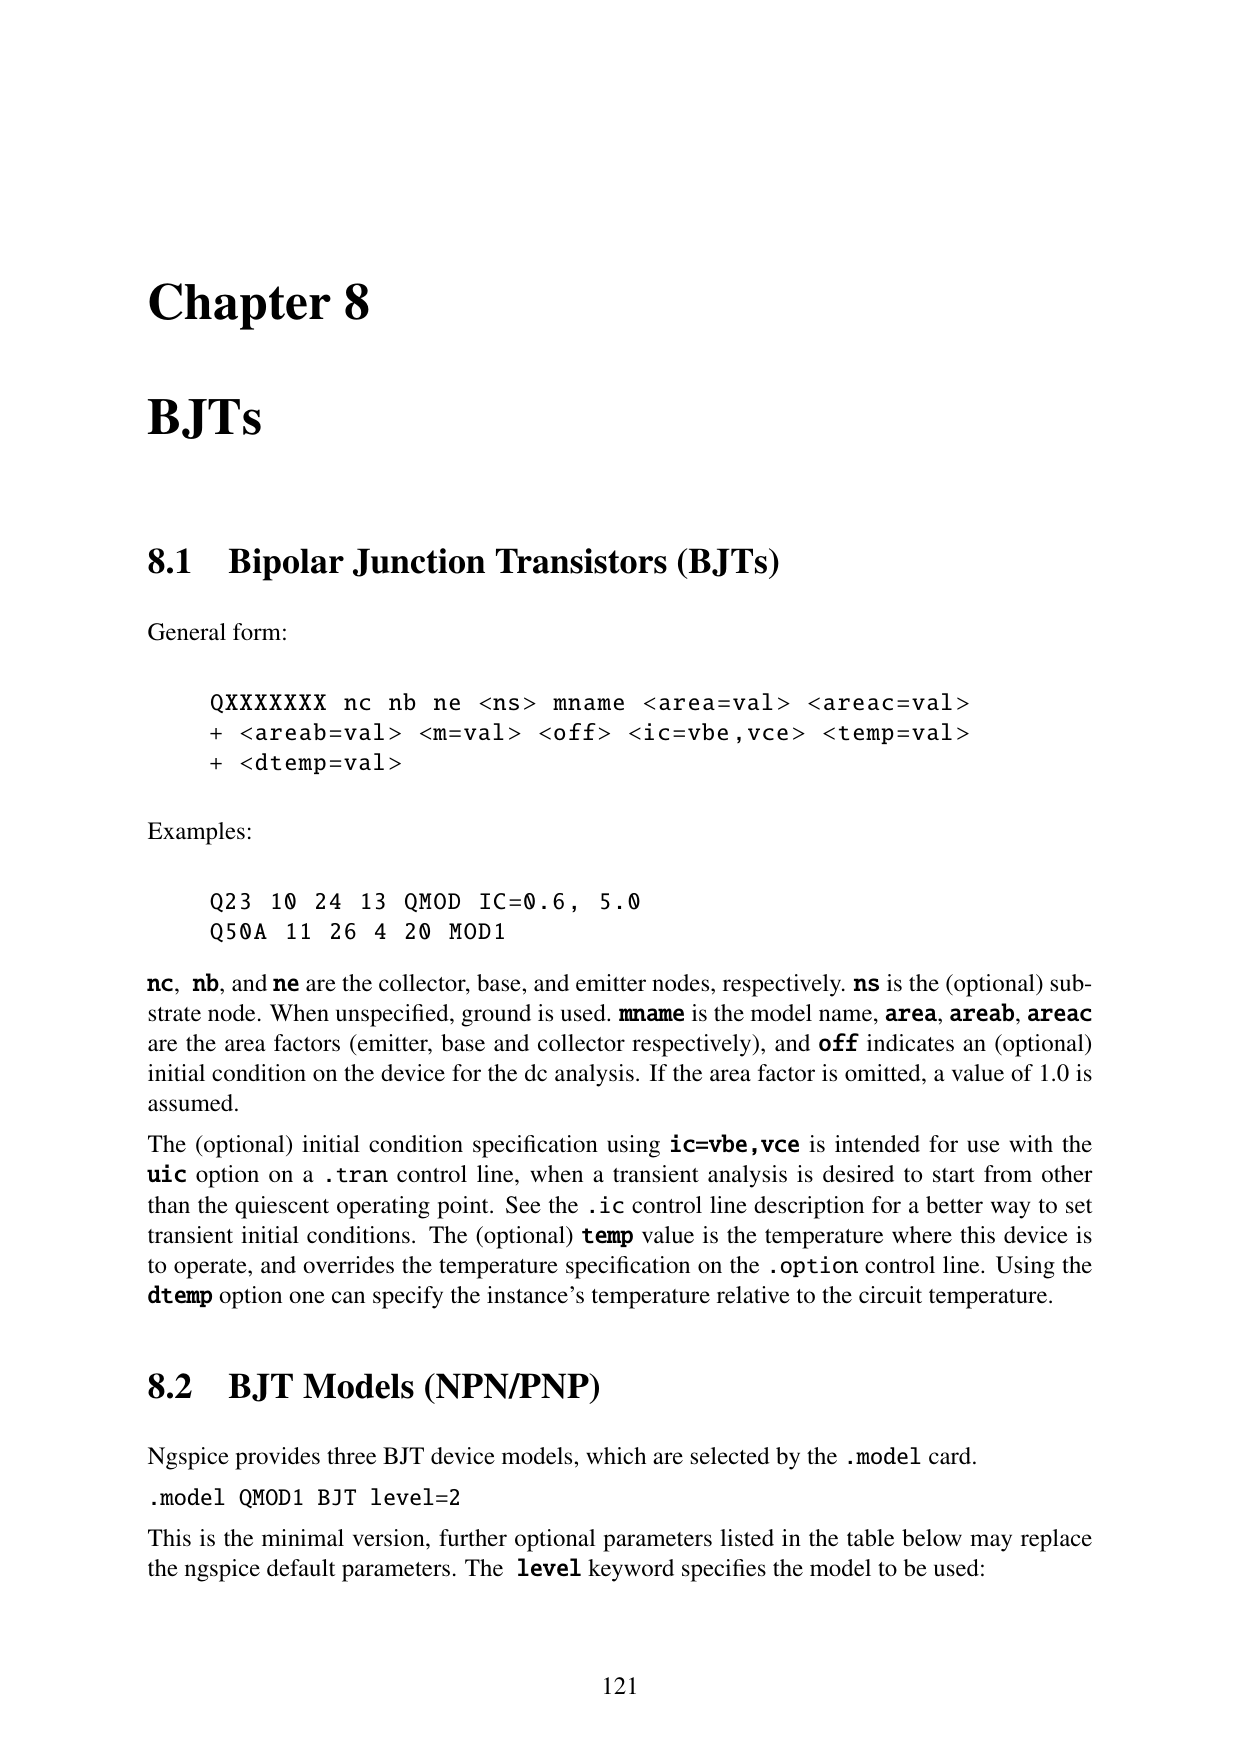 Chapter 8
BJTs
8.1 Bipolar Junction Transistors (BJTs)
General form:
QXXXXXXX nc nb ne <ns> mname <area=val> <areac=val>
+ <areab=val> <m=val> <off> <ic=vbe,vce> <temp=val>
+ <dtemp=val>
Examples:
Q23 10 24 13 QMOD IC=0.6, 5.0
Q50A 11 26 4 20 MOD1
nc, nb, and ne are the collector, base, and emitter nodes, respectively. ns is the (optional) sub-
strate node. When unspecified, ground is used. mname is the model name, area, areab, areac
are the area factors (emitter, base and collector respectively), and off indicates an (optional)
initial condition on the device for the dc analysis. If the area factor is omitted, a value of 1.0 is
assumed.
The (optional) initial condition specification using ic=vbe,vce is intended for use with the
uic option on a .tran control line, when a transient analysis is desired to start from other
than the quiescent operating point. See the .ic control line description for a better way to set
transient initial conditions. The (optional) temp value is the temperature where this device is
to operate, and overrides the temperature specification on the .option control line. Using the
dtemp option one can specify the instance's temperature relative to the circuit temperature.
8.2 BJT Models (NPN/PNP)
Ngspice provides three BJT device models, which are selected by the .model card.
.model QMOD1 BJT level=2
This is the minimal version, further optional parameters listed in the table below may replace
the ngspice default parameters. The level keyword specifies the model to be used:
121